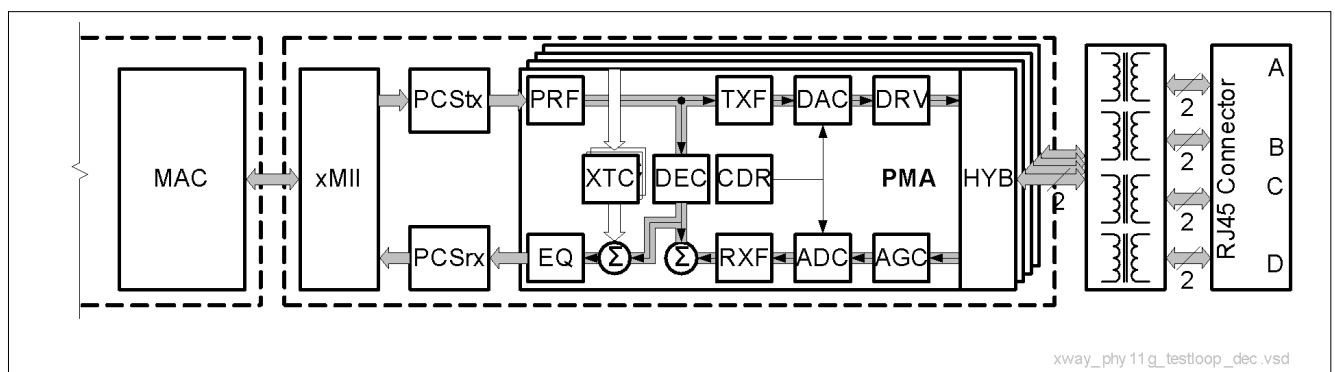 MAC
xMII
PCStx
PCSrx
PRF
TXF
DAC
DRV
XTC
DEC
CDR
PMA
HYB
EQ
Σ
Σ
RXF
ADC
AGC
2
2
2
2
2
RJ45 Connector
A
B
C
D
xway_phy11g_testloop_dec.vsd